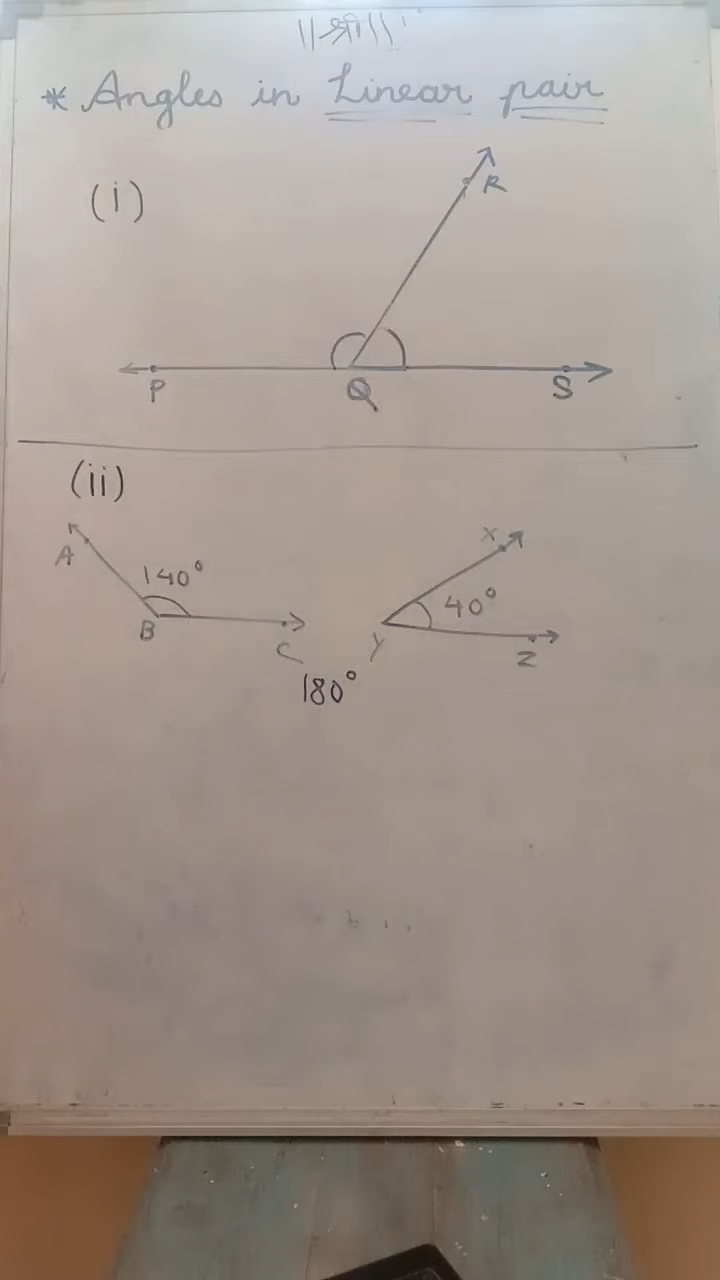 ॥श्री॥
* Angles in Linear pair
(i)
R
P Q S
(ii)
A 140° B C
X 40° Y Z
180°